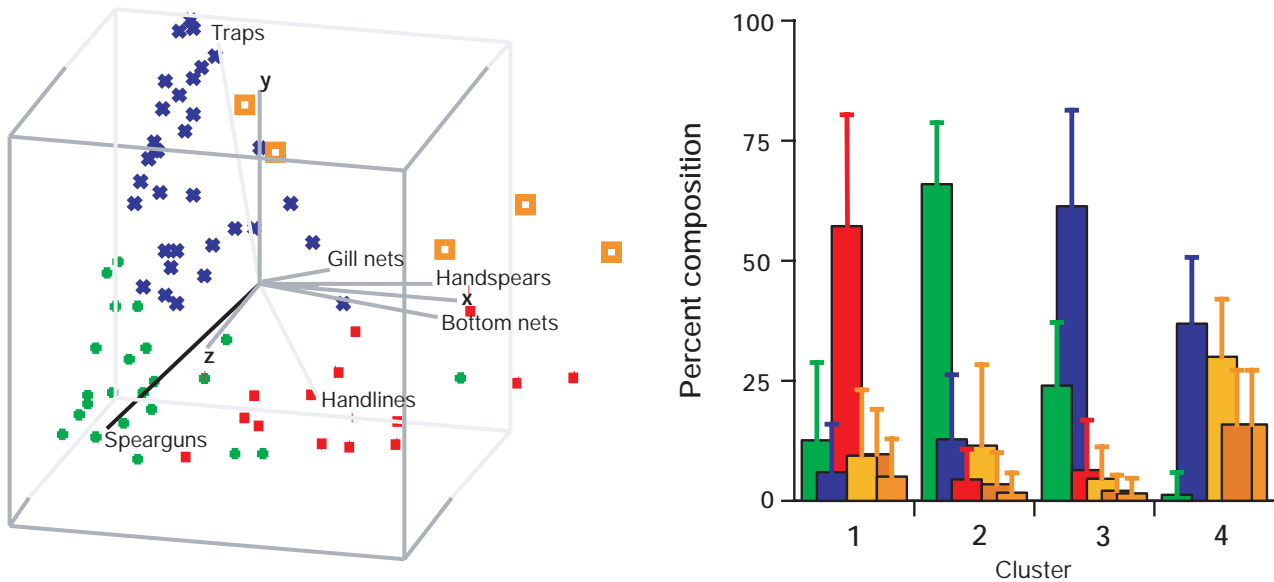 Traps
y
Gill nets
Handspears
x
Bottom nets
z
Handlines
Spearguns
Percent composition
100
75
50
25
0
1 2 3 4
Cluster